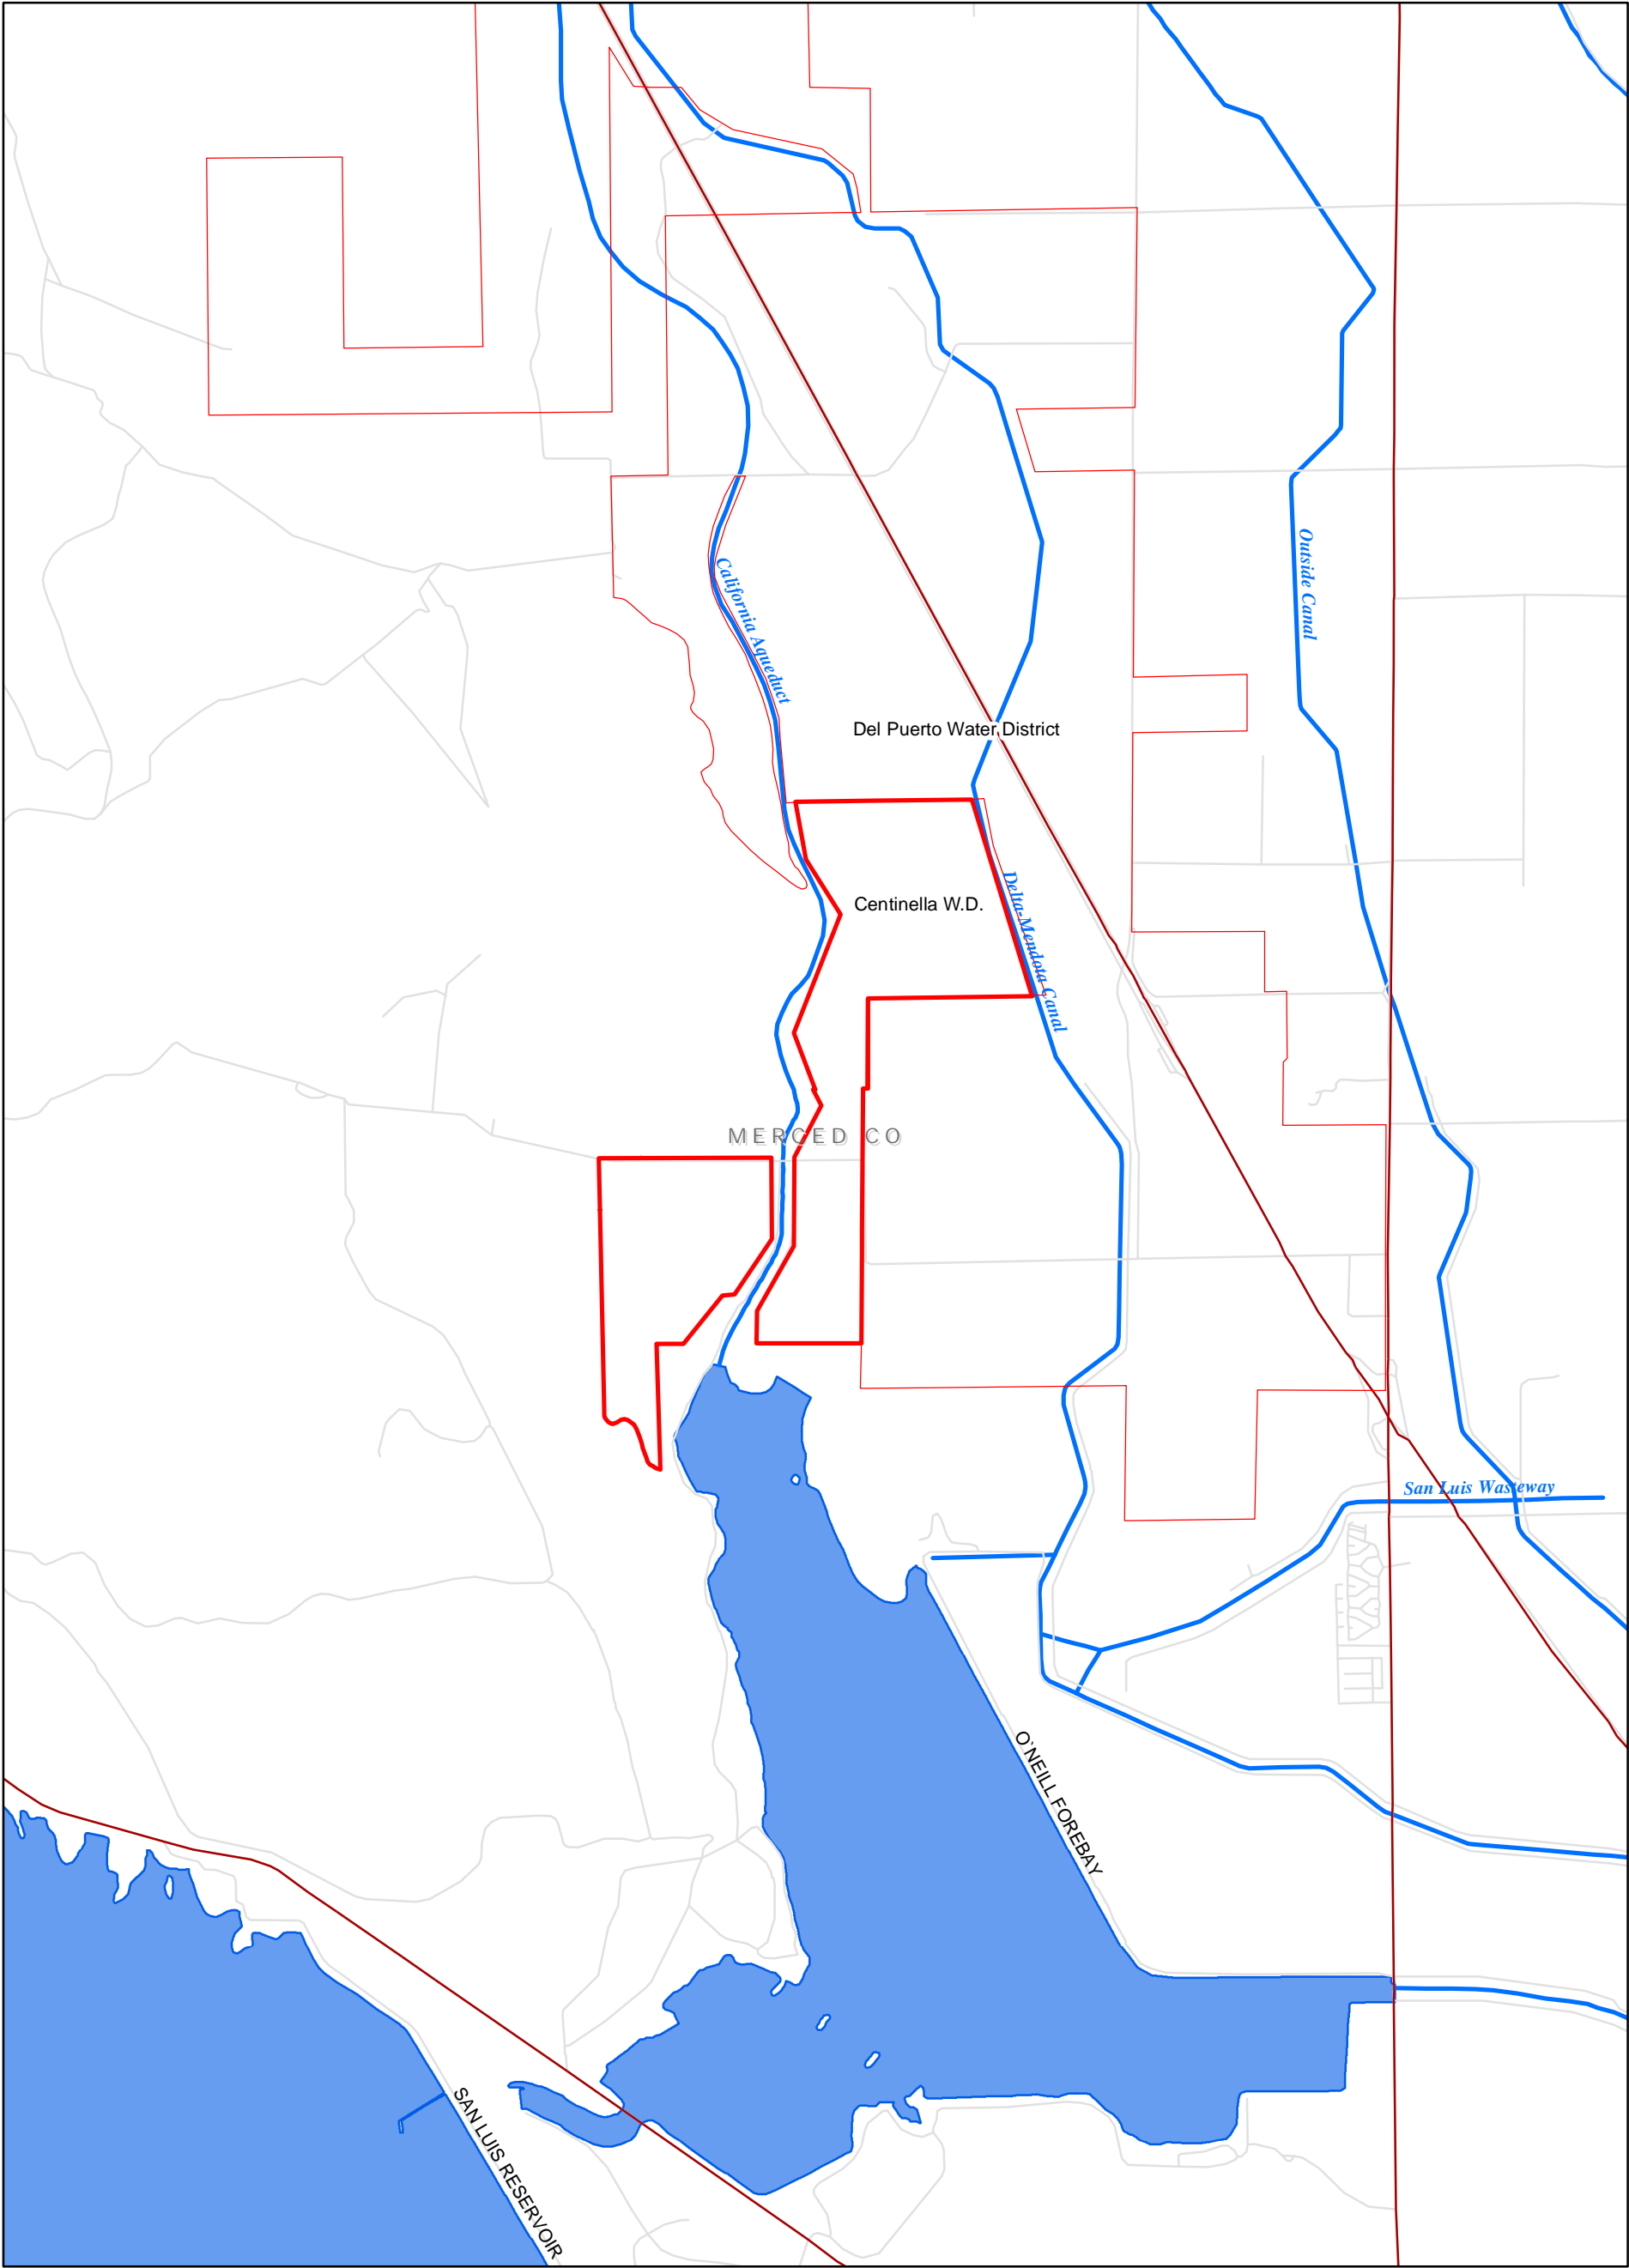 Outside Canal
California Aqueduct
Del Puerto Water District
Centinella W.D.
Delta-Mendota Canal
MERCED CO
San Luis Wasteway
O`NEILL FOREBAY
SAN LUIS RESERVOIR